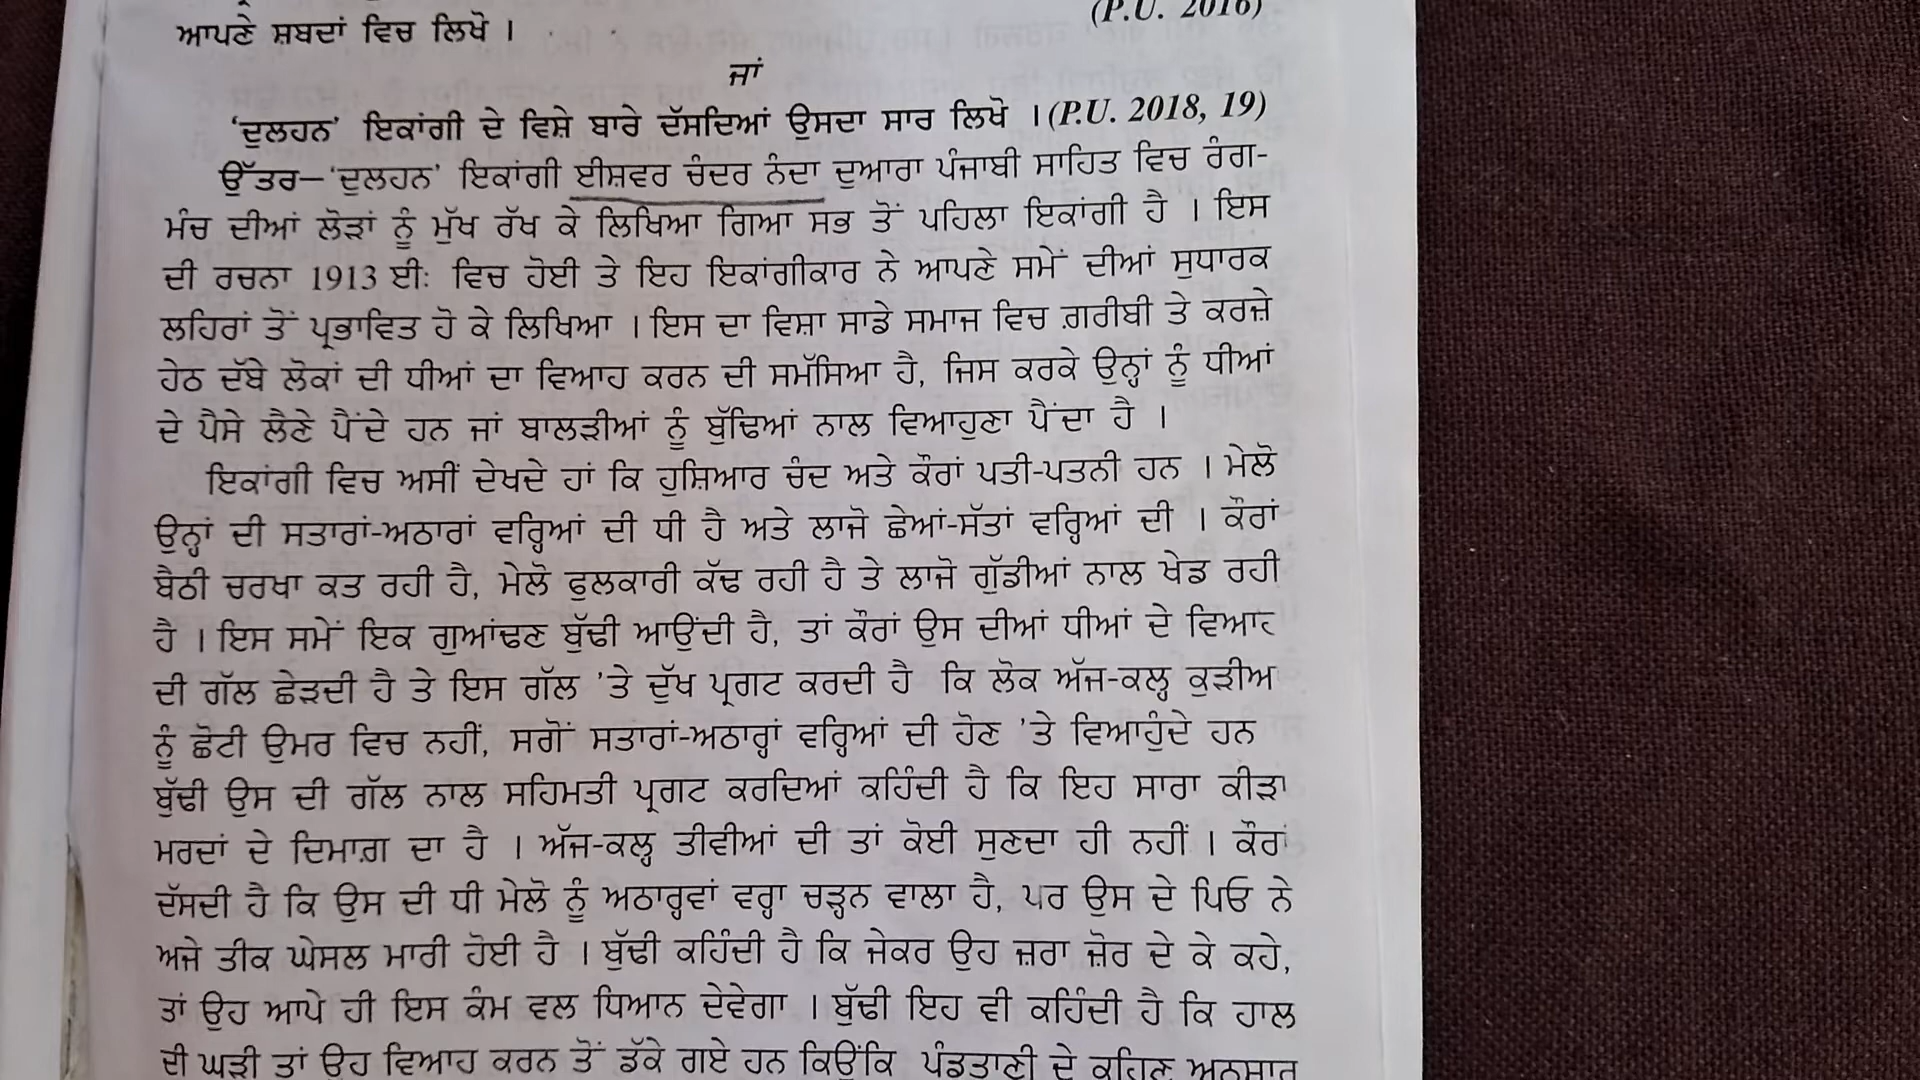 (P.U. 2016)
ਆਪਣੇ ਸ਼ਬਦਾਂ ਵਿਚ ਲਿਖੋ ।
ਜਾਂ
‘ਦੁਲਹਨ’ ਇਕਾਂਗੀ ਦੇ ਵਿਸ਼ੇ ਬਾਰੇ ਦੱਸਦਿਆਂ ਉਸਦਾ ਸਾਰ ਲਿਖੋ । (P.U. 2018, 19)
ਉੱਤਰ–‘ਦੁਲਹਨ’ ਇਕਾਂਗੀ ਈਸ਼ਵਰ ਚੰਦਰ ਨੰਦਾ ਦੁਆਰਾ ਪੰਜਾਬੀ ਸਾਹਿਤ ਵਿਚ ਰੰਗ-
ਮੰਚ ਦੀਆਂ ਲੋੜਾਂ ਨੂੰ ਮੁੱਖ ਰੱਖ ਕੇ ਲਿਖਿਆ ਗਿਆ ਸਭ ਤੋਂ ਪਹਿਲਾ ਇਕਾਂਗੀ ਹੈ । ਇਸ
ਦੀ ਰਚਨਾ 1913 ਈ: ਵਿਚ ਹੋਈ ਤੇ ਇਹ ਇਕਾਂਗੀਕਾਰ ਨੇ ਆਪਣੇ ਸਮੇਂ ਦੀਆਂ ਸੁਧਾਰਕ
ਲਹਿਰਾਂ ਤੋਂ ਪ੍ਰਭਾਵਿਤ ਹੋ ਕੇ ਲਿਖਿਆ । ਇਸ ਦਾ ਵਿਸ਼ਾ ਸਾਡੇ ਸਮਾਜ ਵਿਚ ਗ਼ਰੀਬੀ ਤੇ ਕਰਜ਼ੇ
ਹੇਠ ਦੱਬੇ ਲੋਕਾਂ ਦੀ ਧੀਆਂ ਦਾ ਵਿਆਹ ਕਰਨ ਦੀ ਸਮੱਸਿਆ ਹੈ, ਜਿਸ ਕਰਕੇ ਉਨ੍ਹਾਂ ਨੂੰ ਧੀਆਂ
ਦੇ ਪੈਸੇ ਲੈਣੇ ਪੈਂਦੇ ਹਨ ਜਾਂ ਬਾਲੜੀਆਂ ਨੂੰ ਬੁੱਢਿਆਂ ਨਾਲ ਵਿਆਹੁਣਾ ਪੈਂਦਾ ਹੈ ।
ਇਕਾਂਗੀ ਵਿਚ ਅਸੀਂ ਦੇਖਦੇ ਹਾਂ ਕਿ ਹੁਸ਼ਿਆਰ ਚੰਦ ਅਤੇ ਕੌਰਾਂ ਪਤੀ-ਪਤਨੀ ਹਨ । ਮੇਲੋ
ਉਨ੍ਹਾਂ ਦੀ ਸਤਾਰਾਂ-ਅਠਾਰਾਂ ਵਰ੍ਹਿਆਂ ਦੀ ਧੀ ਹੈ ਅਤੇ ਲਾਜੋ ਛੇਆਂ-ਸੱਤਾਂ ਵਰ੍ਹਿਆਂ ਦੀ । ਕੌਰਾਂ
ਬੈਠੀ ਚਰਖਾ ਕਤ ਰਹੀ ਹੈ, ਮੇਲੋ ਫੁਲਕਾਰੀ ਕੱਢ ਰਹੀ ਹੈ ਤੇ ਲਾਜੋ ਗੁੱਡੀਆਂ ਨਾਲ ਖੇਡ ਰਹੀ
ਹੈ । ਇਸ ਸਮੇਂ ਇਕ ਗੁਆਂਢਣ ਬੁੱਢੀ ਆਉਂਦੀ ਹੈ, ਤਾਂ ਕੌਰਾਂ ਉਸ ਦੀਆਂ ਧੀਆਂ ਦੇ ਵਿਆਹ
ਦੀ ਗੱਲ ਛੇੜਦੀ ਹੈ ਤੇ ਇਸ ਗੱਲ ’ਤੇ ਦੁੱਖ ਪ੍ਰਗਟ ਕਰਦੀ ਹੈ ਕਿ ਲੋਕ ਅੱਜ-ਕਲ੍ਹ ਕੁੜੀਅ
ਨੂੰ ਛੋਟੀ ਉਮਰ ਵਿਚ ਨਹੀਂ, ਸਗੋਂ ਸਤਾਰਾਂ-ਅਠਾਰ੍ਹਾਂ ਵਰ੍ਹਿਆਂ ਦੀ ਹੋਣ ’ਤੇ ਵਿਆਹੁੰਦੇ ਹਨ
ਬੁੱਢੀ ਉਸ ਦੀ ਗੱਲ ਨਾਲ ਸਹਿਮਤੀ ਪ੍ਰਗਟ ਕਰਦਿਆਂ ਕਹਿੰਦੀ ਹੈ ਕਿ ਇਹ ਸਾਰਾ ਕੀੜਾ
ਮਰਦਾਂ ਦੇ ਦਿਮਾਗ਼ ਦਾ ਹੈ । ਅੱਜ-ਕਲ੍ਹ ਤੀਵੀਆਂ ਦੀ ਤਾਂ ਕੋਈ ਸੁਣਦਾ ਹੀ ਨਹੀਂ । ਕੌਰਾਂ
ਦੱਸਦੀ ਹੈ ਕਿ ਉਸ ਦੀ ਧੀ ਮੇਲੋ ਨੂੰ ਅਠਾਰ੍ਹਵਾਂ ਵਰ੍ਹਾ ਚੜ੍ਹਨ ਵਾਲਾ ਹੈ, ਪਰ ਉਸ ਦੇ ਪਿਓ ਨੇ
ਅਜੇ ਤੀਕ ਘੇਸਲ ਮਾਰੀ ਹੋਈ ਹੈ । ਬੁੱਢੀ ਕਹਿੰਦੀ ਹੈ ਕਿ ਜੇਕਰ ਉਹ ਜ਼ਰਾ ਜ਼ੋਰ ਦੇ ਕੇ ਕਹੇ,
ਤਾਂ ਉਹ ਆਪੇ ਹੀ ਇਸ ਕੰਮ ਵਲ ਧਿਆਨ ਦੇਵੇਗਾ । ਬੁੱਢੀ ਇਹ ਵੀ ਕਹਿੰਦੀ ਹੈ ਕਿ ਹਾਲ
ਦੀ ਘੜੀ ਤਾਂ ਉਹ ਵਿਆਹ ਕਰਨ ਤੋਂ ਡੱਕੇ ਗਏ ਹਨ ਕਿਉਂਕਿ ਪੰਡਤਾਣੀ ਦੇ ਕਹਿਣ ਅਨੁਸਾਰ